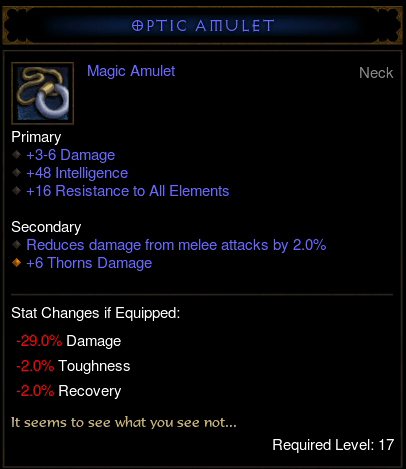 OPTIC AMULET
Magic Amulet
Neck
Primary
+3-6 Damage
+48 Intelligence
+16 Resistance to All Elements
Secondary
Reduces damage from melee attacks by 2.0%
+6 Thorns Damage
Stat Changes if Equipped:
-29.0% Damage
-2.0% Toughness
-2.0% Recovery
It seems to see what you see not...
Required Level: 17